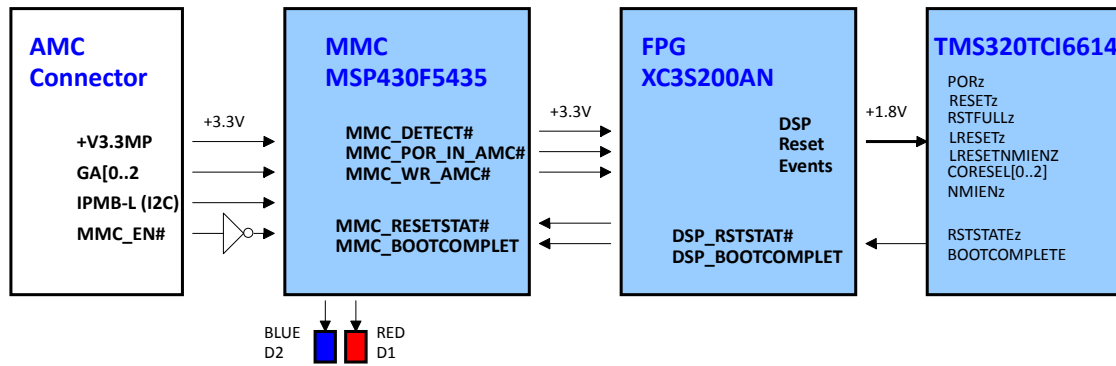 AMC
Connector
+V3.3MP
GA[0..2
IPMB-L (I2C)
MMC_EN#
+3.3V
MMC
MSP430F5435
MMC_DETECT#
MMC_POR_IN_AMC#
MMC_WR_AMC#
MMC_RESETSTAT#
MMC_BOOTCOMPLET
BLUE
D2
RED
D1
+3.3V
FPG
XC3S200AN
DSP
Reset
Events
DSP_RSTSTAT#
DSP_BOOTCOMPLET
+1.8V
TMS320TCI6614
PORz
RESETz
RSTFULLz
LRESETz
LRESETNMIENZ
CORESEL[0..2]
NMIENz
RSTSTATEz
BOOTCOMPLETE